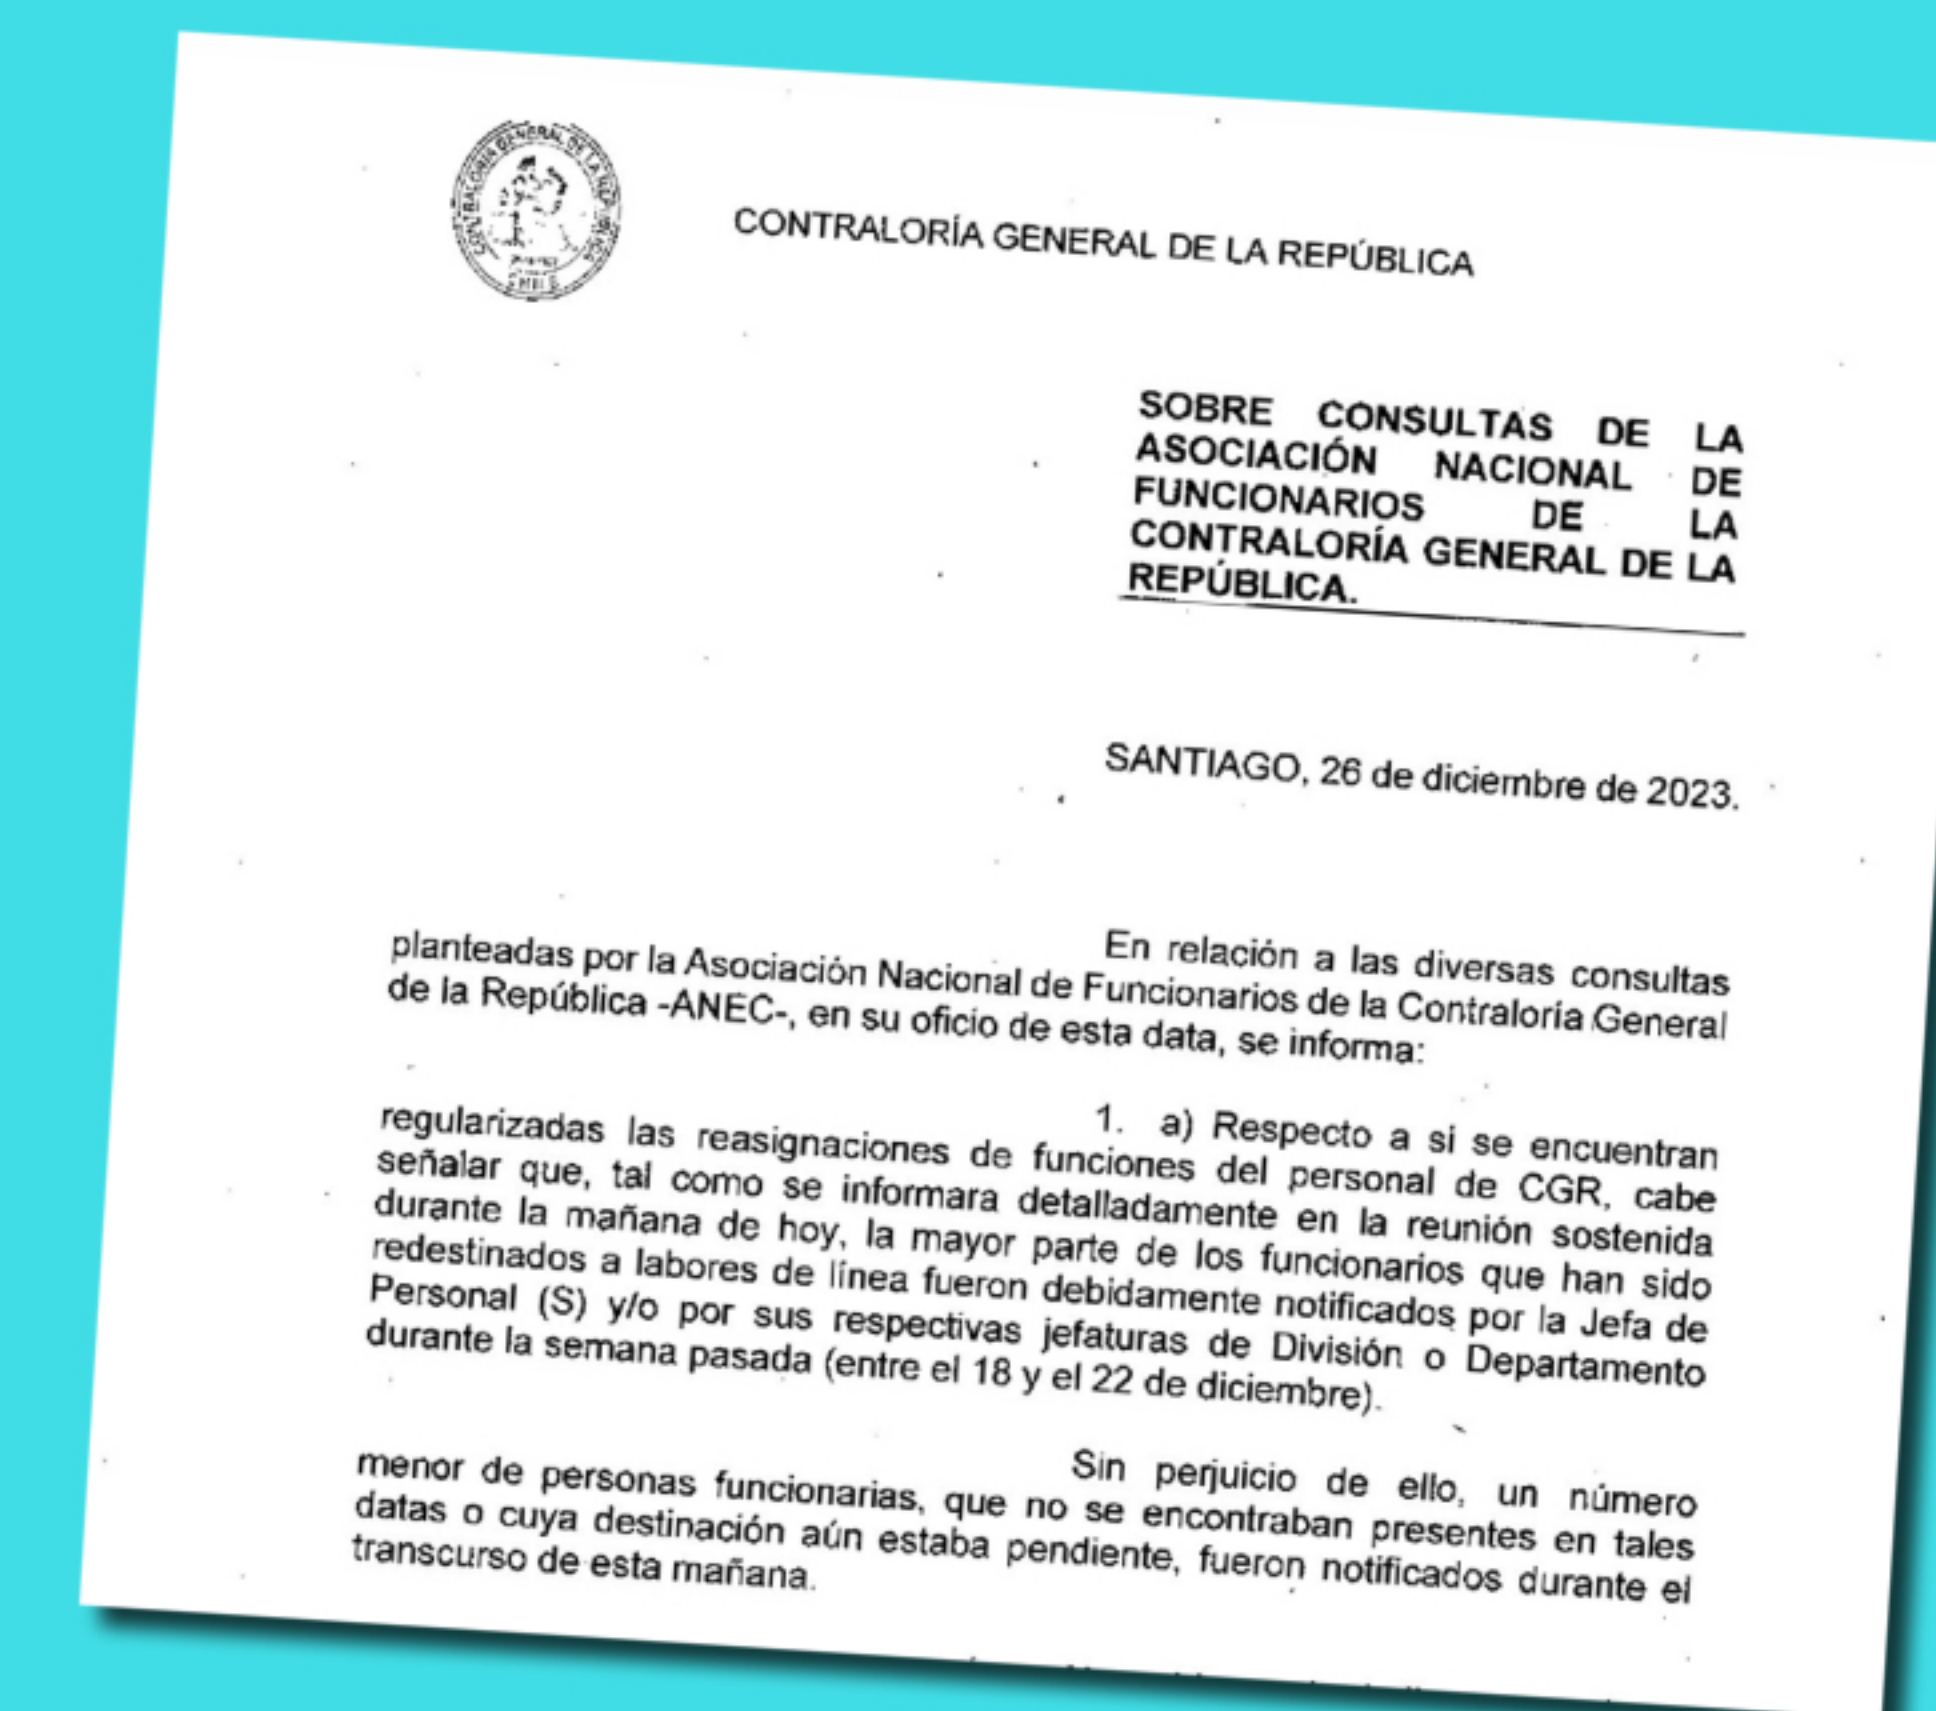 CONTRALORÍA GENERAL DE LA REPÚBLICA
CHILE
CONTRALORÍA GENERAL DE LA REPÚBLICA
SOBRE CONSULTAS DE LA
ASOCIACIÓN NACIONAL DE
FUNCIONARIOS DE LA
CONTRALORÍA GENERAL DE LA
REPÚBLICA.
SANTIAGO, 26 de diciembre de 2023.
En relación a las diversas consultas
planteadas por la Asociación Nacional de Funcionarios de la Contraloría General
de la República -ANEC-, en su oficio de esta data, se informa:
1. a) Respecto a si se encuentran
regularizadas las reasignaciones de funciones del personal de CGR, cabe
señalar que, tal como se informara detalladamente en la reunión sostenida
durante la mañana de hoy, la mayor parte de los funcionarios que han sido
redestinados a labores de línea fueron debidamente notificados por la Jefa de
Personal (S) y/o por sus respectivas jefaturas de División o Departamento
durante la semana pasada (entre el 18 y el 22 de diciembre).
Sin perjuicio de ello, un número
menor de personas funcionarias, que no se encontraban presentes en tales
datas o cuya destinación aún estaba pendiente, fueron notificados durante el
transcurso de esta mañana.